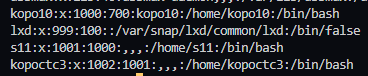 kopo10:x:1000:700:kopo10:/home/kopo10:/bin/bash
lxd:x:999:100::/var/snap/lxd/common/lxd:/bin/false
s11:x:1001:1000:,,,:/home/s11:/bin/bash
kopoctc3:x:1002:1001:,,,:/home/kopoctc3:/bin/bash